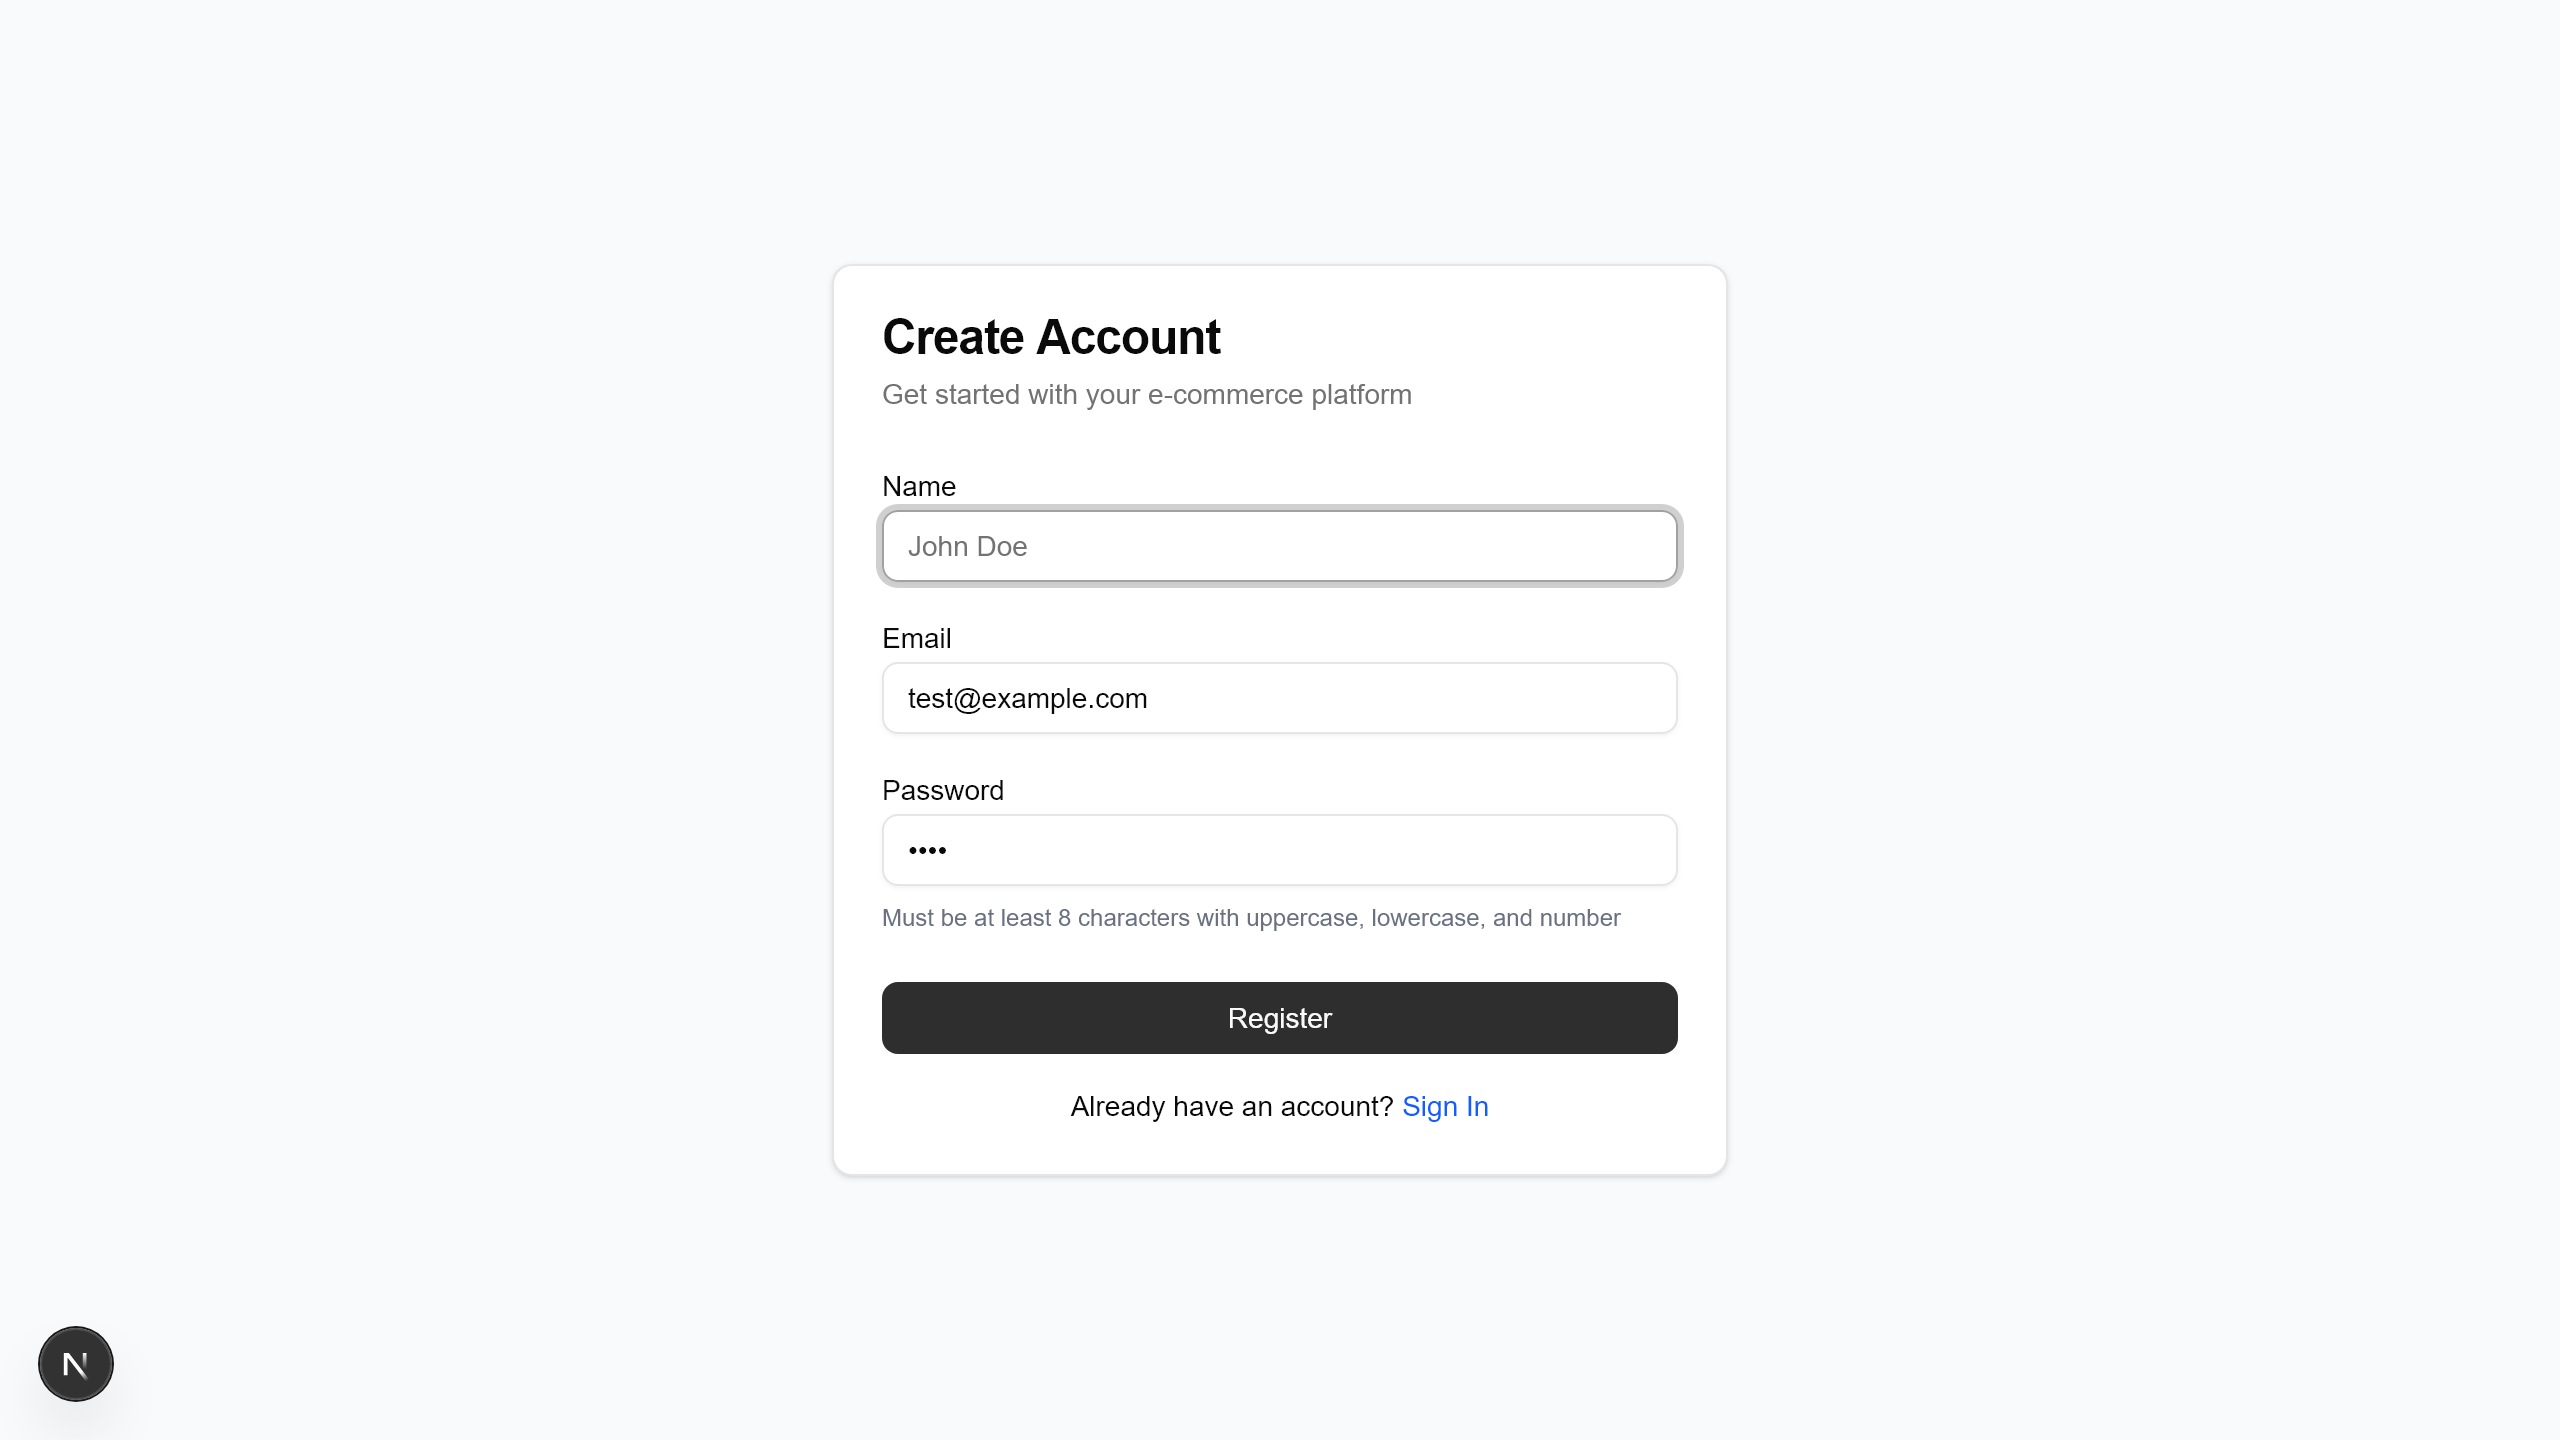 Create Account
Get started with your e-commerce platform
Name
John Doe
Email
test@example.com
Password
••••
Must be at least 8 characters with uppercase, lowercase, and number
Register
Already have an account? Sign In
N